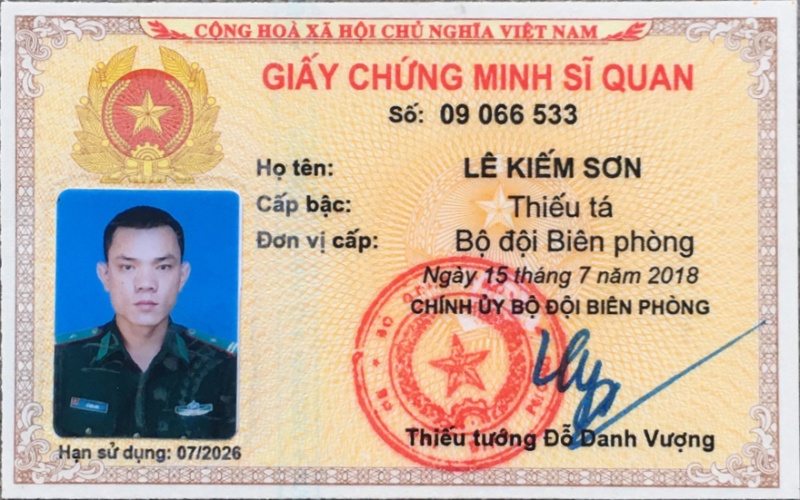 CỘNG HOÀ XÃ HỘI CHỦ NGHĨA VIỆT NAM
GIẤY CHỨNG MINH SĨ QUAN
Số: 09 066 533
Họ tên: LÊ KIẾM SƠN
Cấp bậc: Thiếu tá
Đơn vị cấp: Bộ đội Biên phòng
Ngày 15 tháng 7 năm 2018
CHÍNH ỦY BỘ ĐỘI BIÊN PHÒNG
Thiếu tướng Đỗ Danh Vượng
Hạn sử dụng: 07/2026